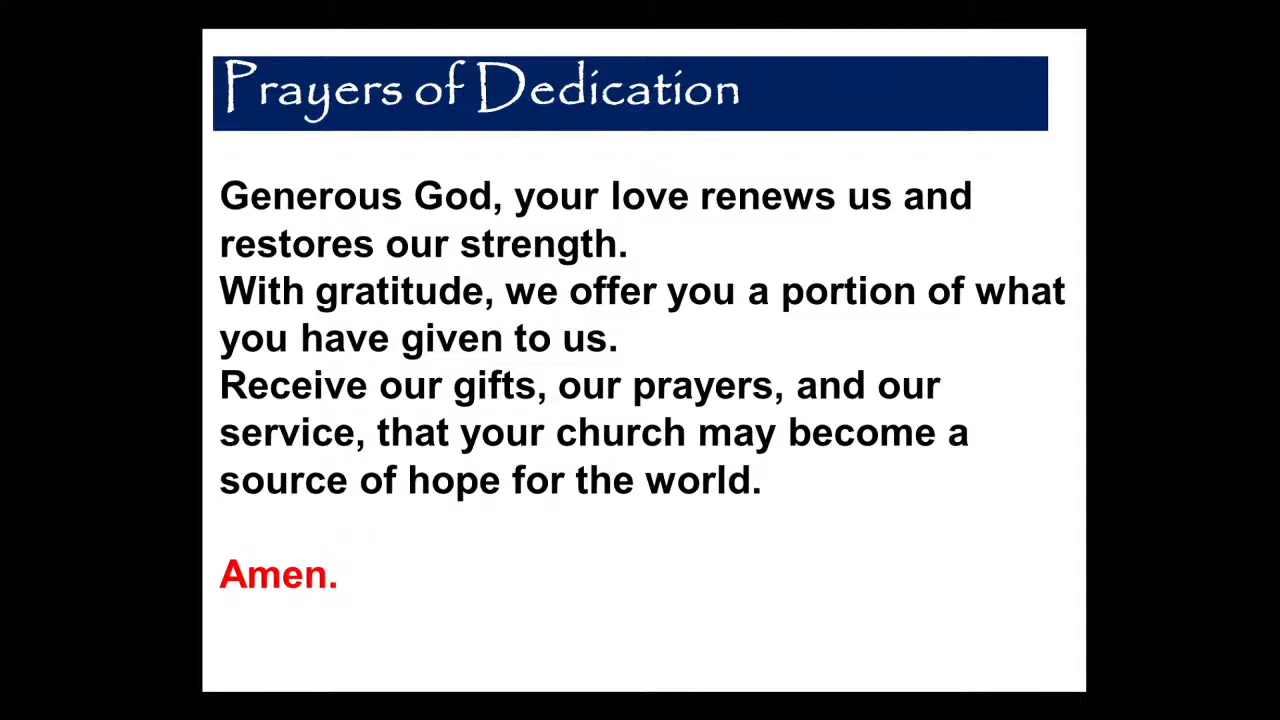 Prayers of Dedication
Generous God, your love renews us and
restores our strength.
With gratitude, we offer you a portion of what
you have given to us.
Receive our gifts, our prayers, and our
service, that your church may become a
source of hope for the world.
Amen.